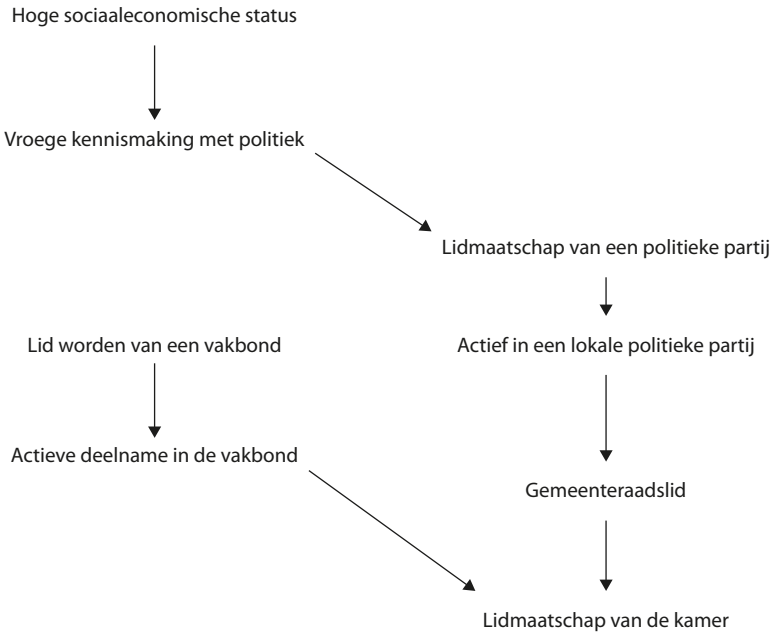 Hoge sociaaleconomische status
Vroege kennismaking met politiek
Lidmaatschap van een politieke partij
Lid worden van een vakbond
Actief in een lokale politieke partij
Actieve deelname in de vakbond
Gemeenteraadslid
Lidmaatschap van de kamer